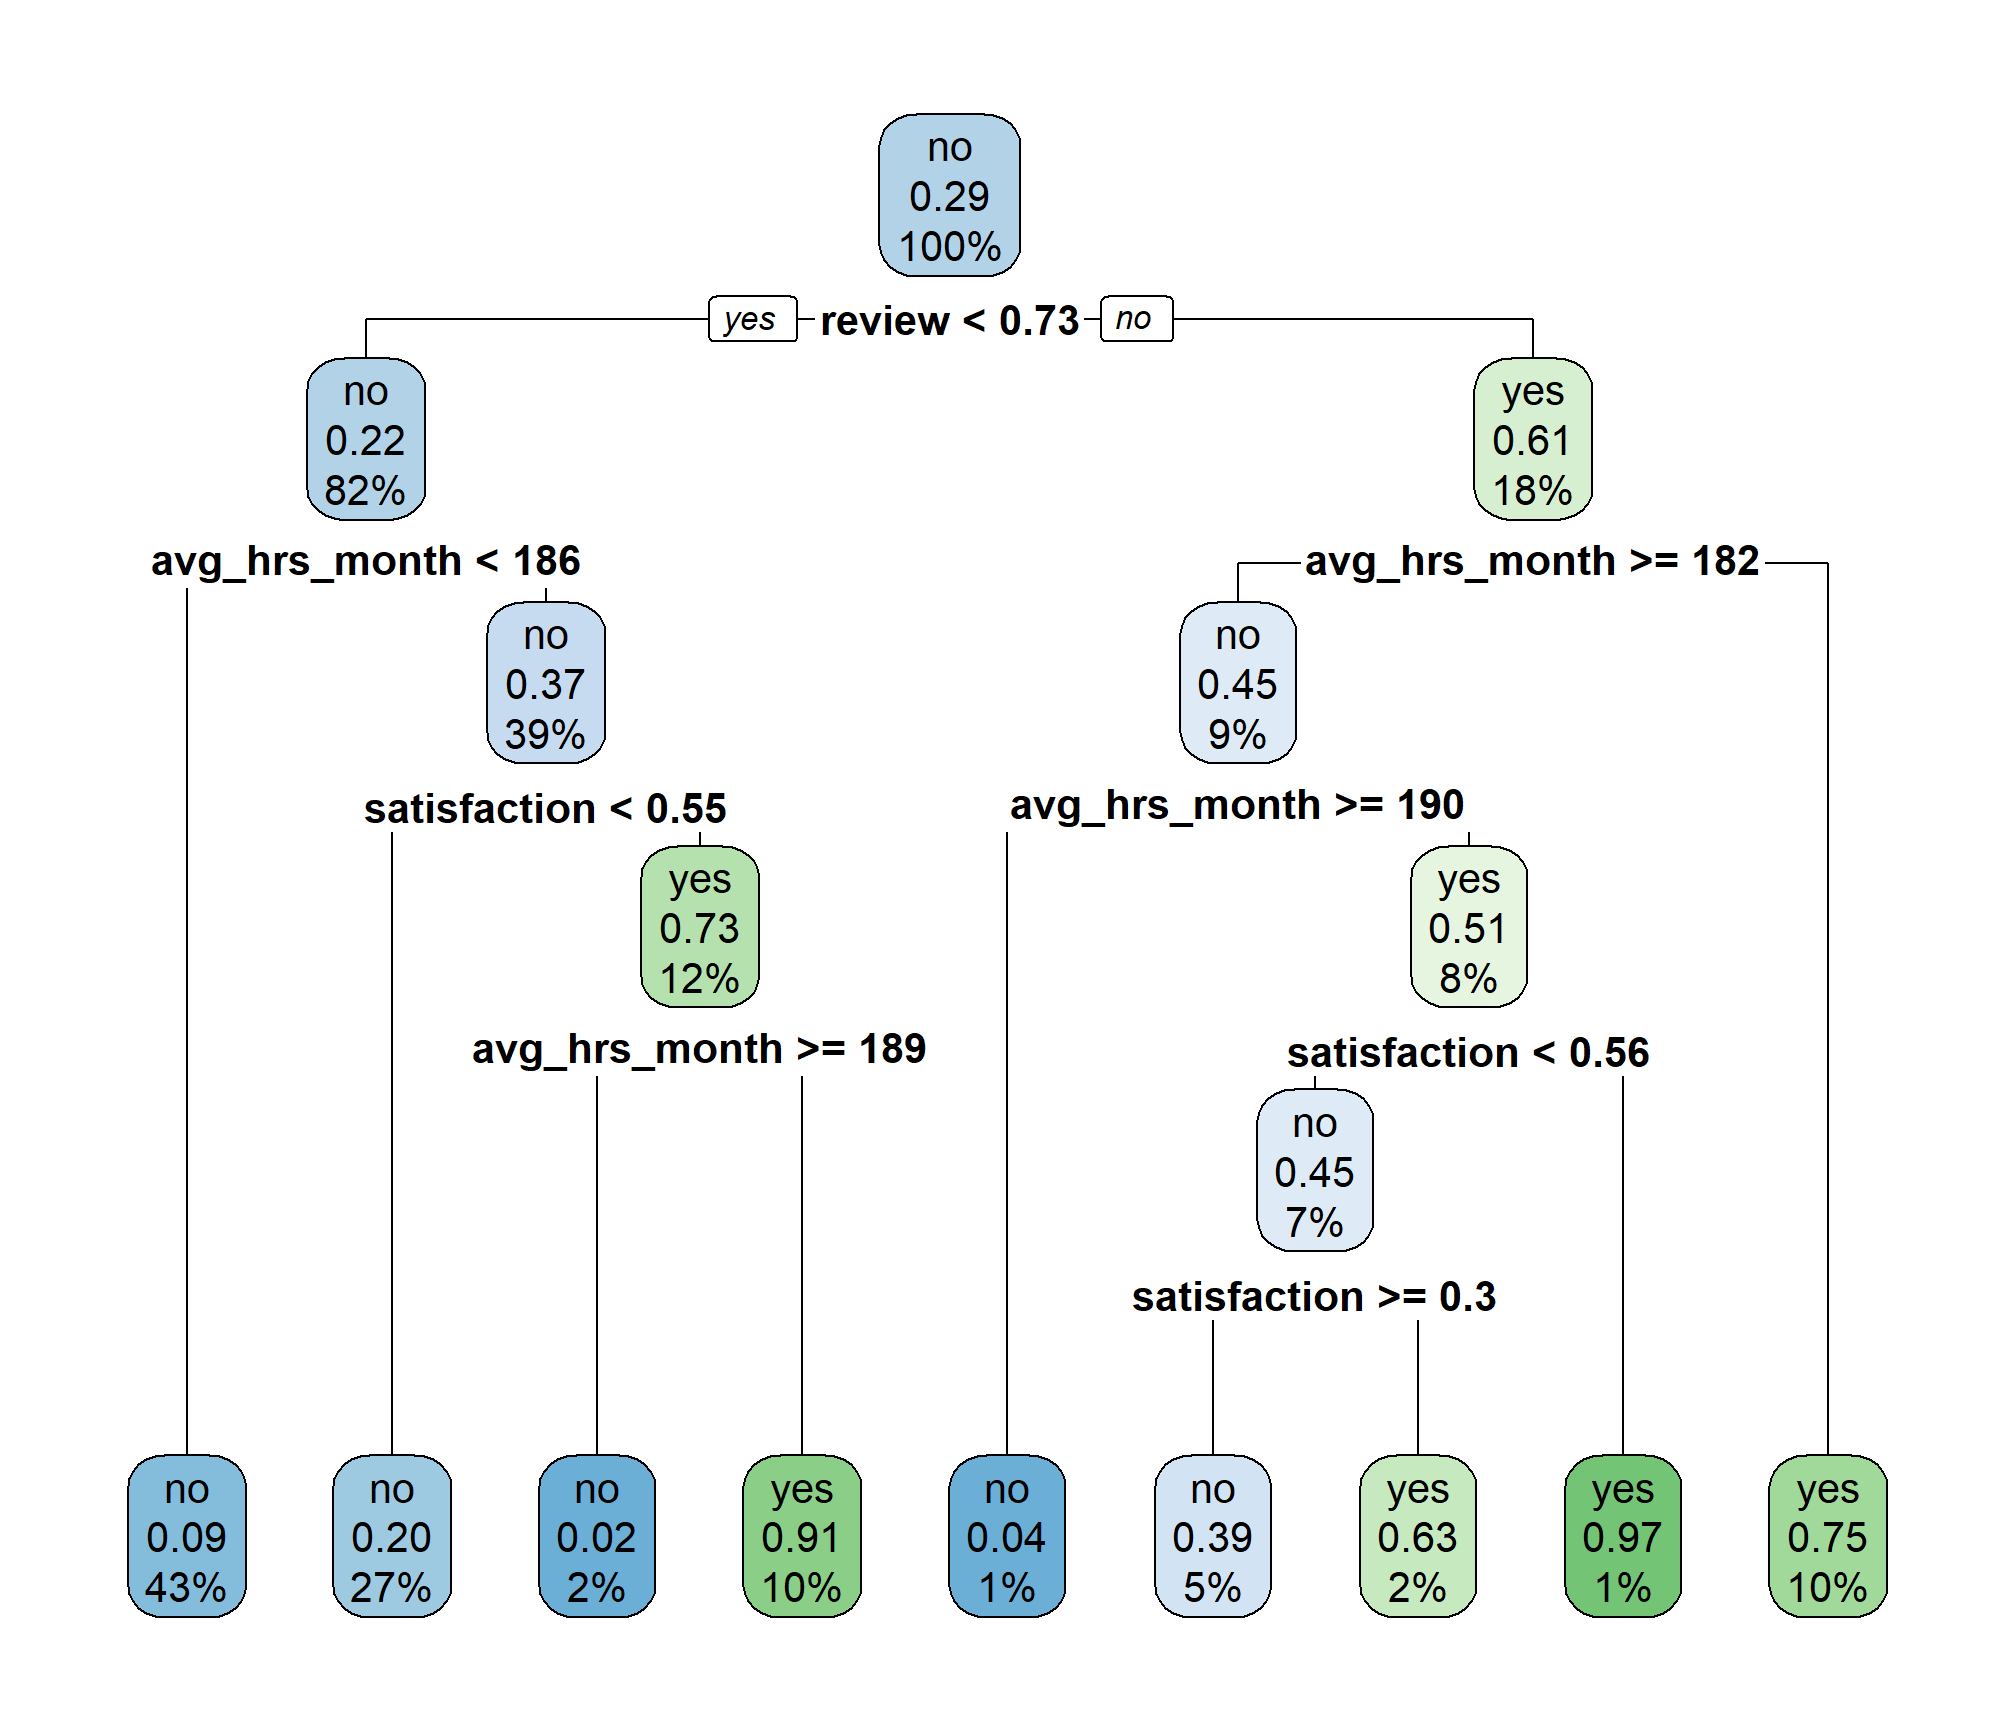 no
0.29
100%
yes review < 0.73 no
no
0.22
82%
yes
0.61
18%
avg_hrs_month < 186
avg_hrs_month >= 182
no
0.37
39%
no
0.45
9%
satisfaction < 0.55
avg_hrs_month >= 190
yes
0.73
12%
yes
0.51
8%
avg_hrs_month >= 189
satisfaction < 0.56
no
0.45
7%
satisfaction >= 0.3
no
0.09
43%
no
0.20
27%
no
0.02
2%
yes
0.91
10%
no
0.04
1%
no
0.39
5%
yes
0.63
2%
yes
0.97
1%
yes
0.75
10%